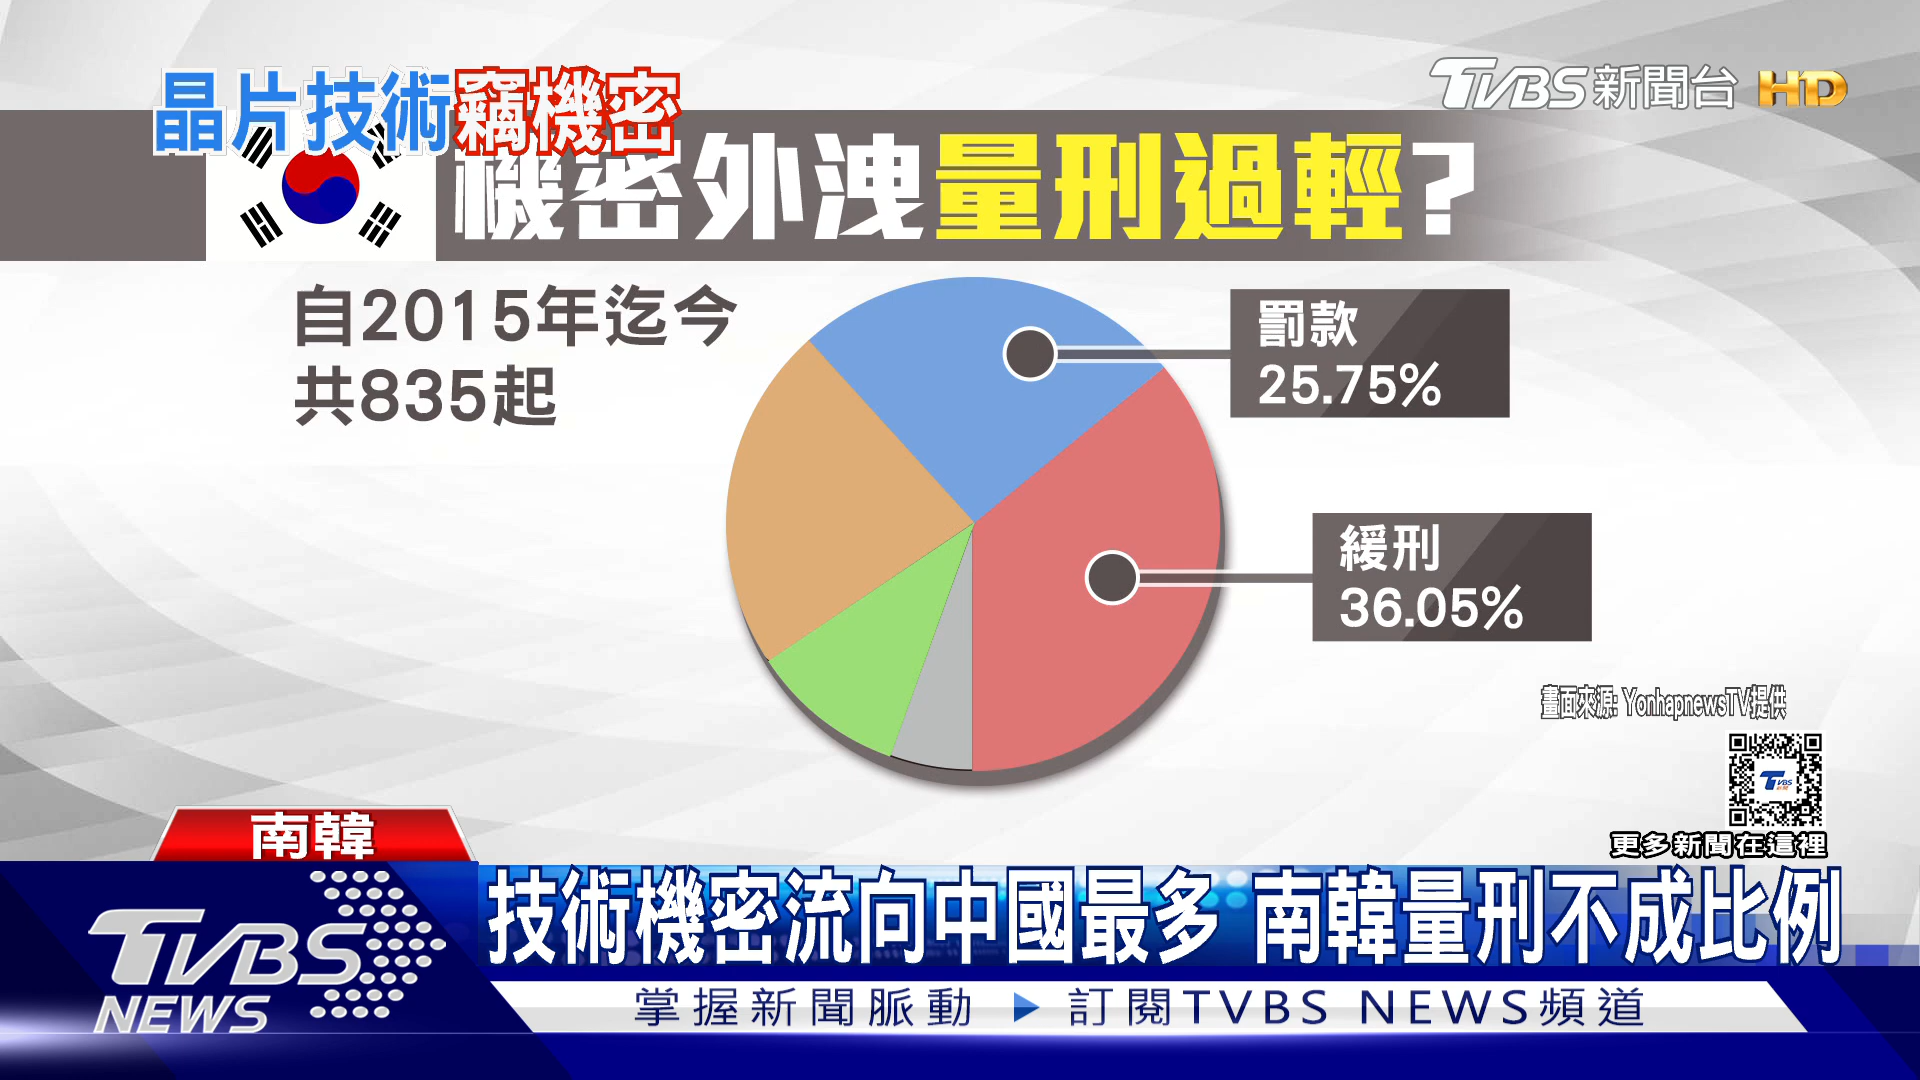 晶片技術竊機密
TVBS新聞台 HD
機密外洩量刑過輕?
自2015年迄今
共835起
罰款
25.75%
緩刑
36.05%
畫面來源: YonhapnewsTV提供
TVBS
更多新聞在這裡
南韓
技術機密流向中國最多 南韓量刑不成比例
TVBS
NEWS
掌握新聞脈動 ▶ 訂閱TVBS NEWS頻道